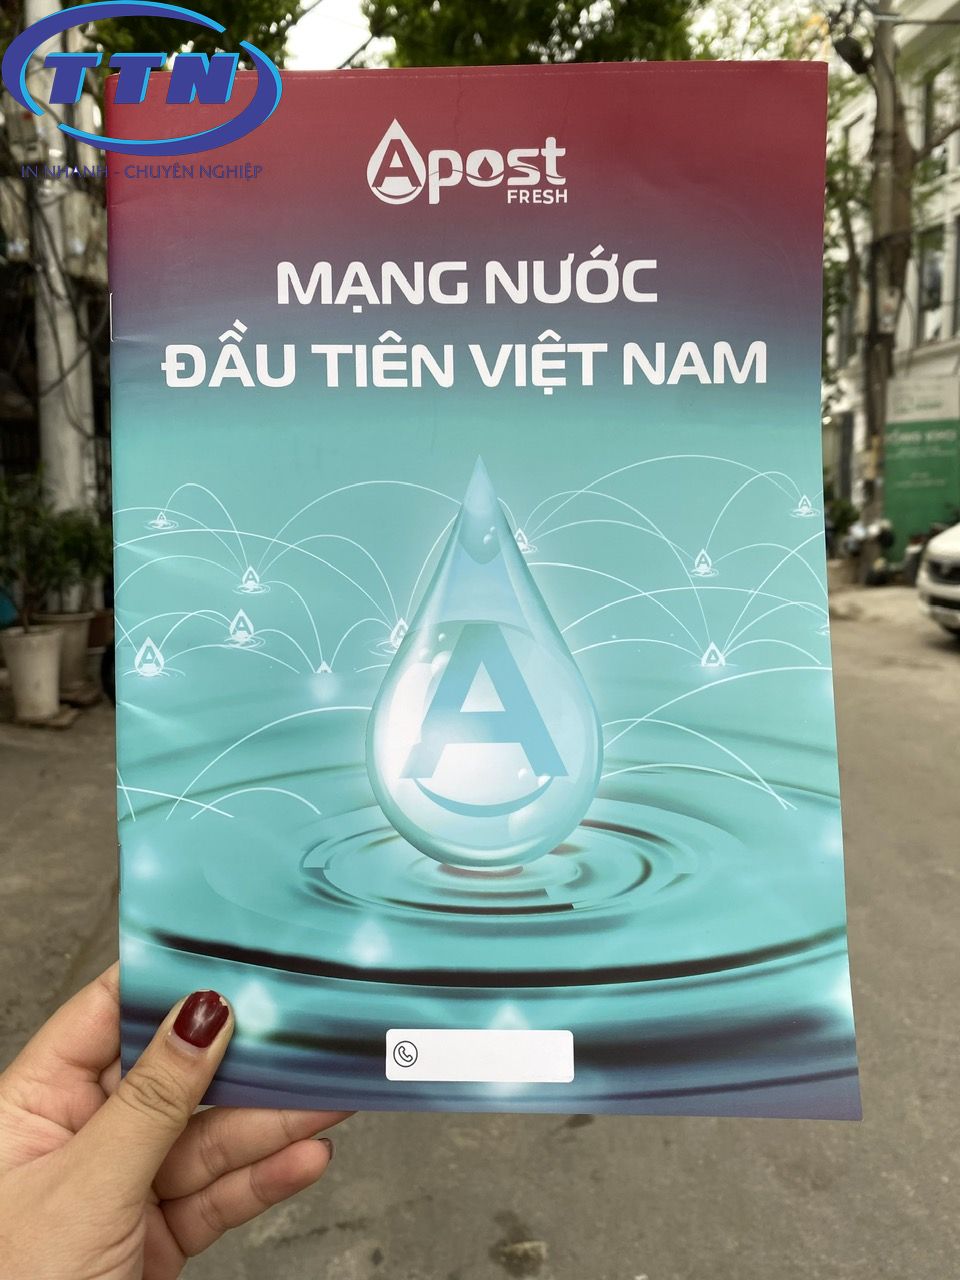 TTN
IN NHANH - CHUYÊN NGHIỆP
Apost
FRESH
MẠNG NƯỚC
ĐẦU TIÊN VIỆT NAM
A